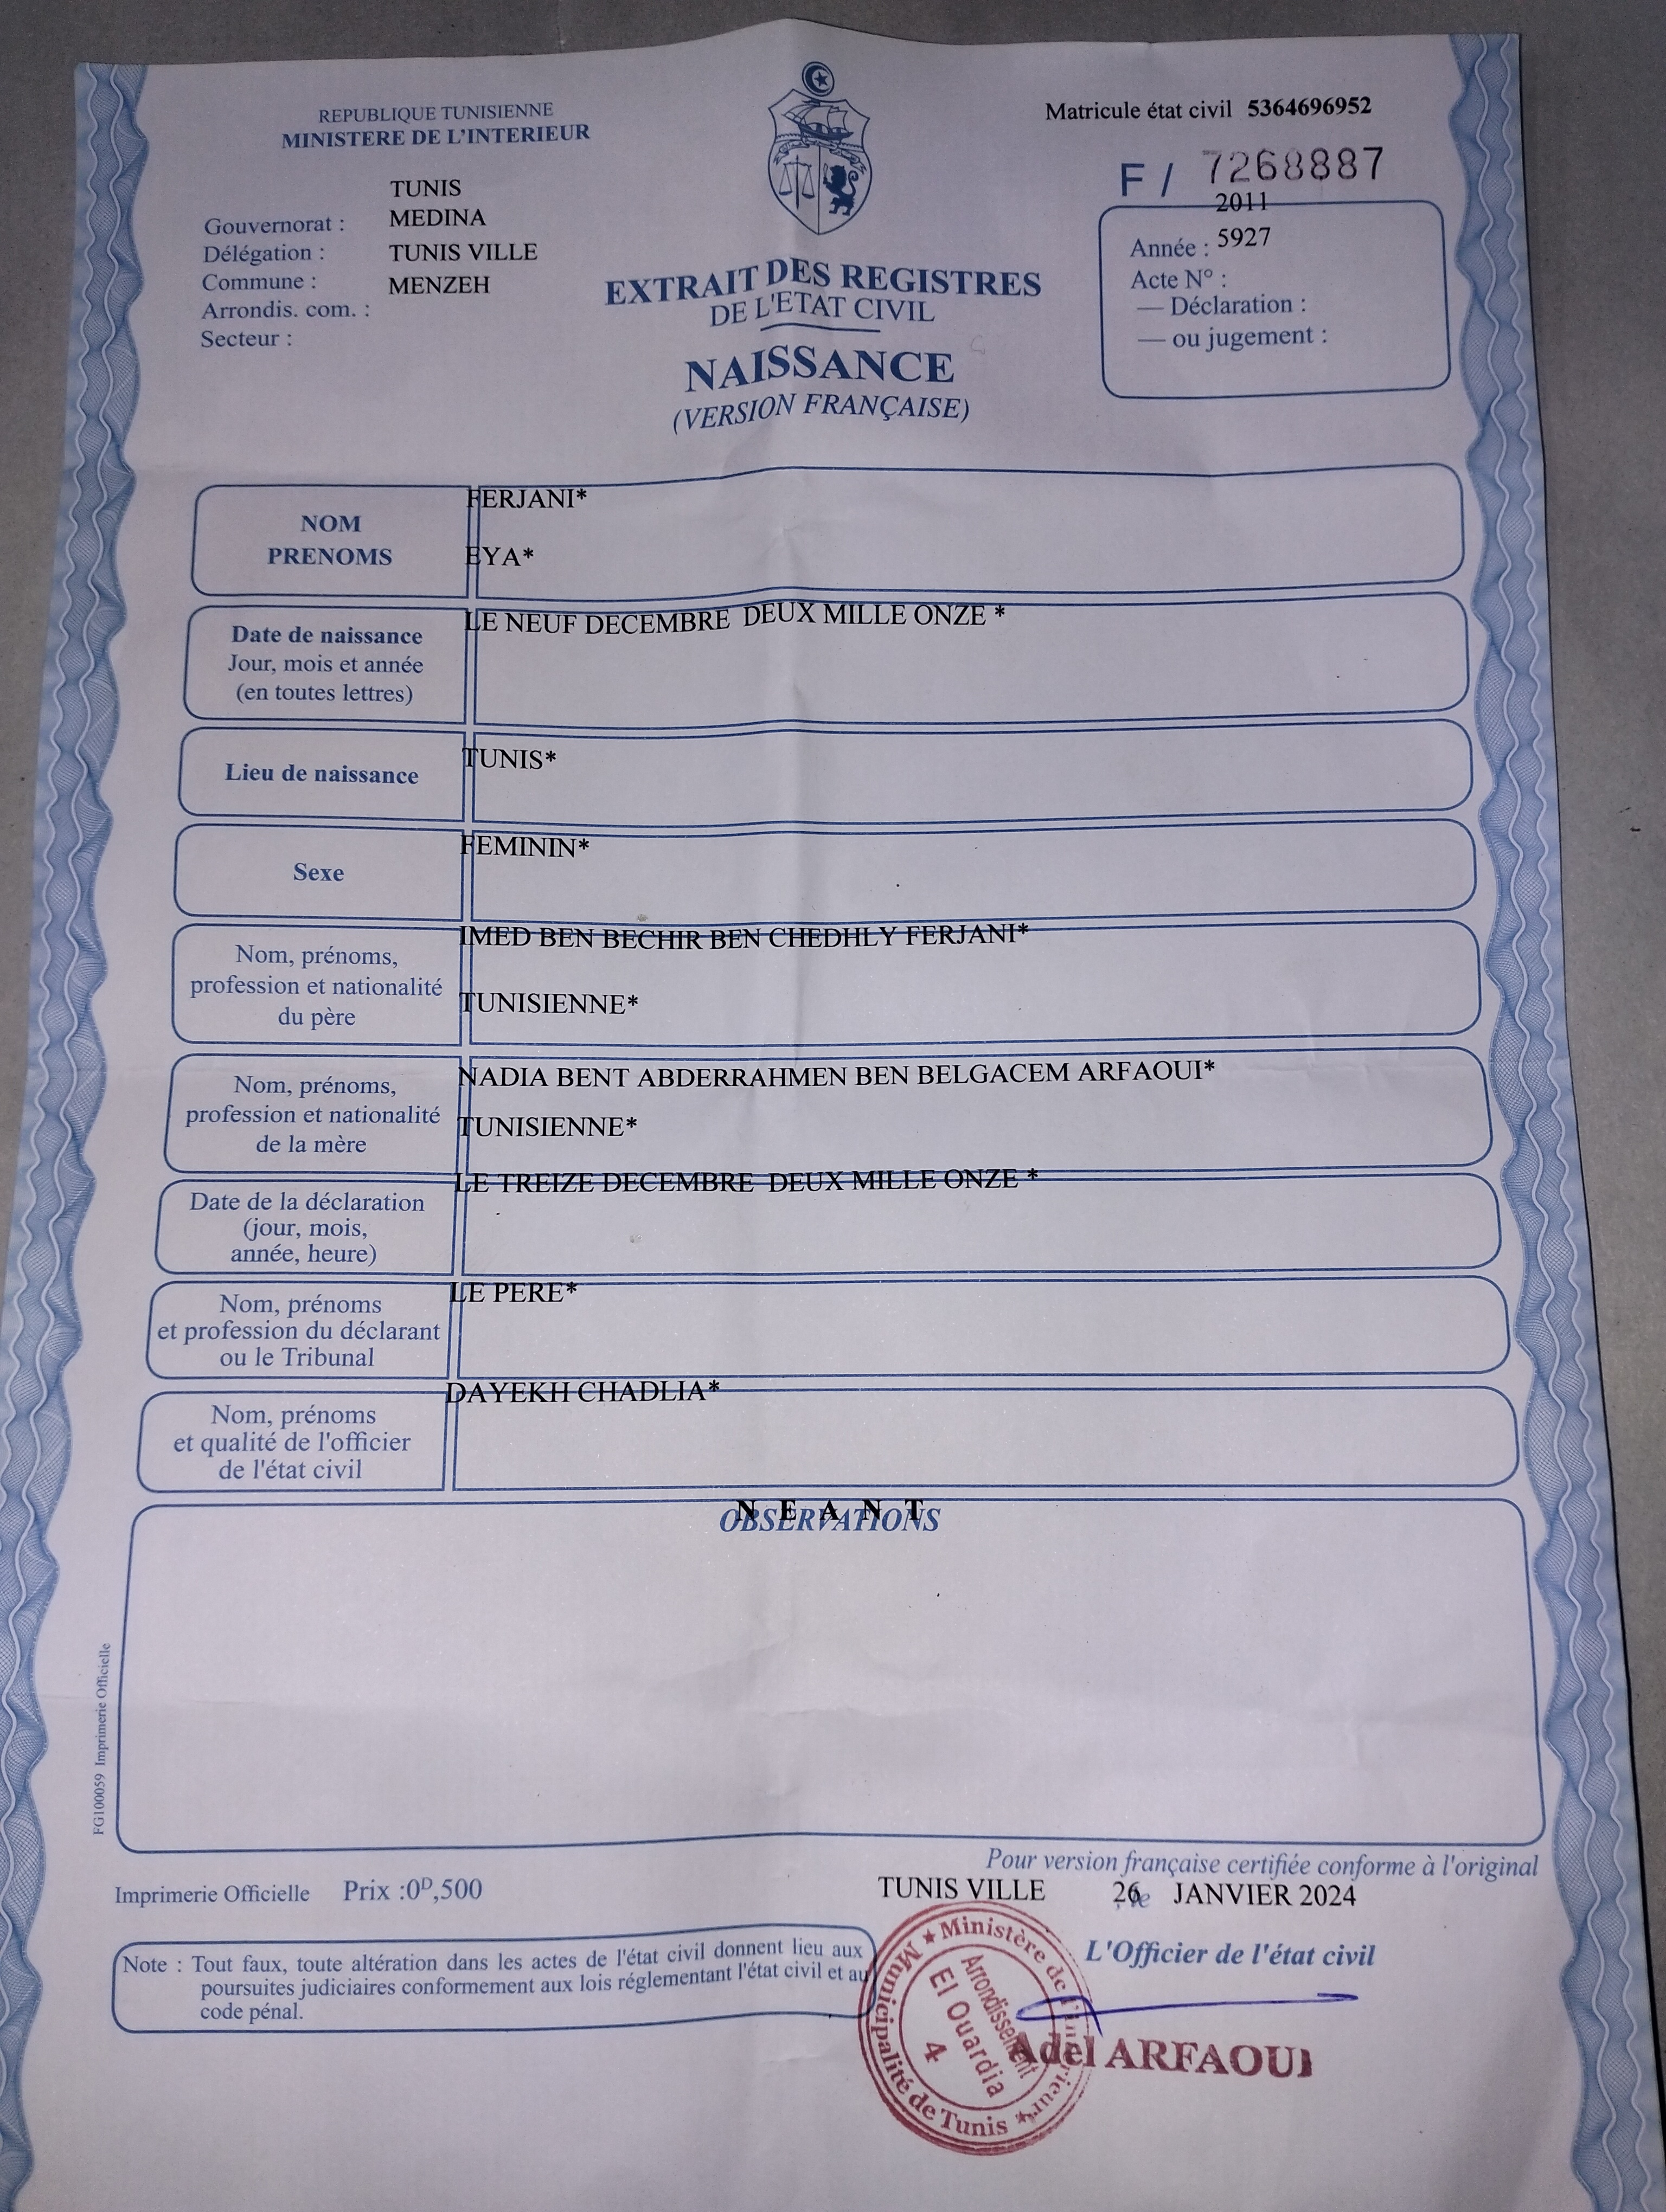 REPUBLIQUE TUNISIENNE
MINISTERE DE L'INTERIEUR
Matricule état civil 5364696952
F / 7268887
TUNIS
Gouvernorat : MEDINA
Délégation : TUNIS VILLE
Commune : MENZEH
Arrondis. com. :
Secteur :
2011
Année : 5927
Acte N° :
— Déclaration :
— ou jugement :
EXTRAIT DES REGISTRES
DE L'ETAT CIVIL
NAISSANCE
(VERSION FRANÇAISE)
NOM
PRENOMS
FERJANI*
EYA*
Date de naissance
Jour, mois et année
(en toutes lettres)
LE NEUF DECEMBRE DEUX MILLE ONZE *
Lieu de naissance
TUNIS*
Sexe
FEMININ*
Nom, prénoms,
profession et nationalité
du père
IMED BEN BECHIR BEN CHEDHLY FERJANI*
TUNISIENNE*
Nom, prénoms,
profession et nationalité
de la mère
NADIA BENT ABDERRAHMEN BEN BELGACEM ARFAOUI*
TUNISIENNE*
Date de la déclaration
(jour, mois,
année, heure)
LE TREIZE DECEMBRE DEUX MILLE ONZE *
Nom, prénoms
et profession du déclarant
ou le Tribunal
LE PERE*
Nom, prénoms
et qualité de l'officier
de l'état civil
DAYEKH CHADLIA*
N E A N T
OBSERVATIONS
FG100059 Imprimerie Officielle
Pour version française certifiée conforme à l'original
Imprimerie Officielle Prix :0D,500
TUNIS VILLE , le 26 JANVIER 2024
L'Officier de l'état civil
Note : Tout faux, toute altération dans les actes de l'état civil donnent lieu aux
poursuites judiciaires conformement aux lois réglementant l'état civil et au
code pénal.
★ Ministère de l'Intérieur ★
Municipalité de Tunis
Arrondissement
El Ouardia
4
Adel ARFAOUI